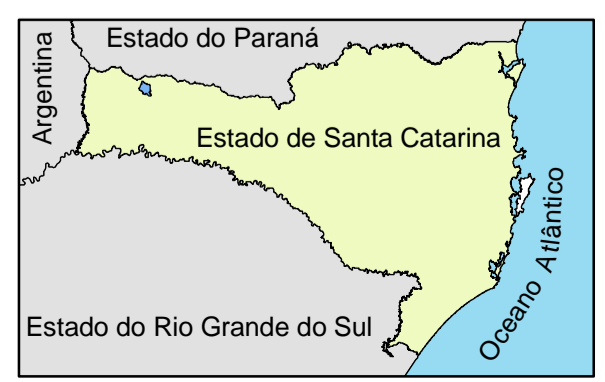 Estado do Paraná
Argentina
Estado de Santa Catarina
Oceano Atlântico
Estado do Rio Grande do Sul